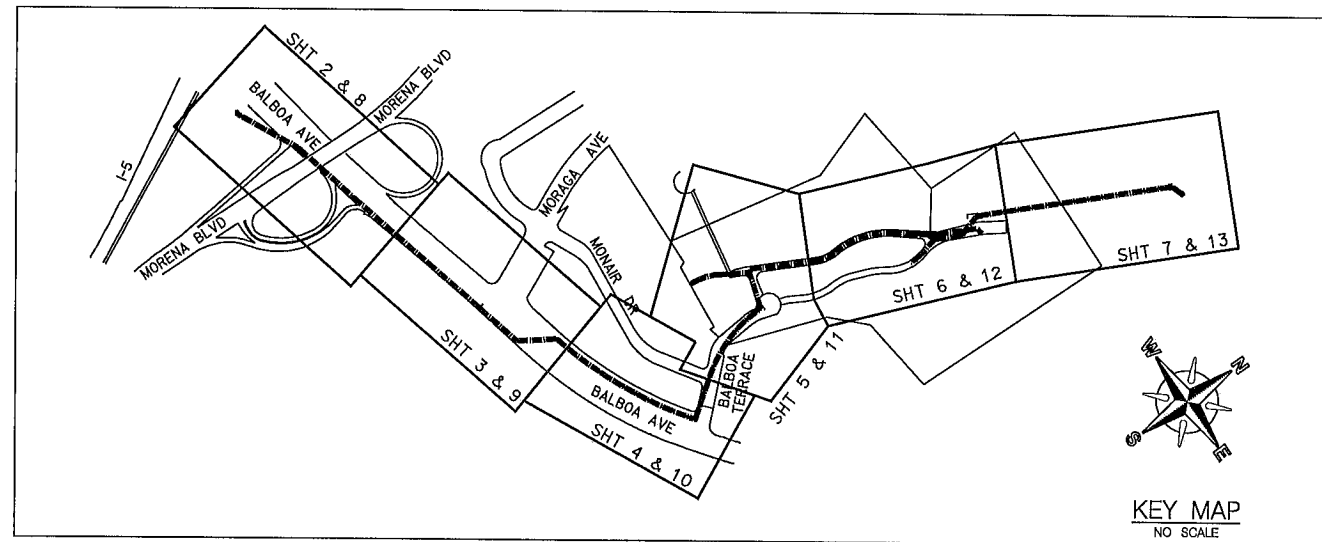 SHT 2 & 8
BALBOA AVE
MORENA BLVD
I-5
MORENA BLVD
MORAGA AVE
MONAIR DR
SHT 3 & 9
BALBOA AVE
SHT 4 & 10
BALBOA
TERRACE
SHT 5 & 11
SHT 6 & 12
SHT 7 & 13
W
N
S
E
KEY MAP
NO SCALE